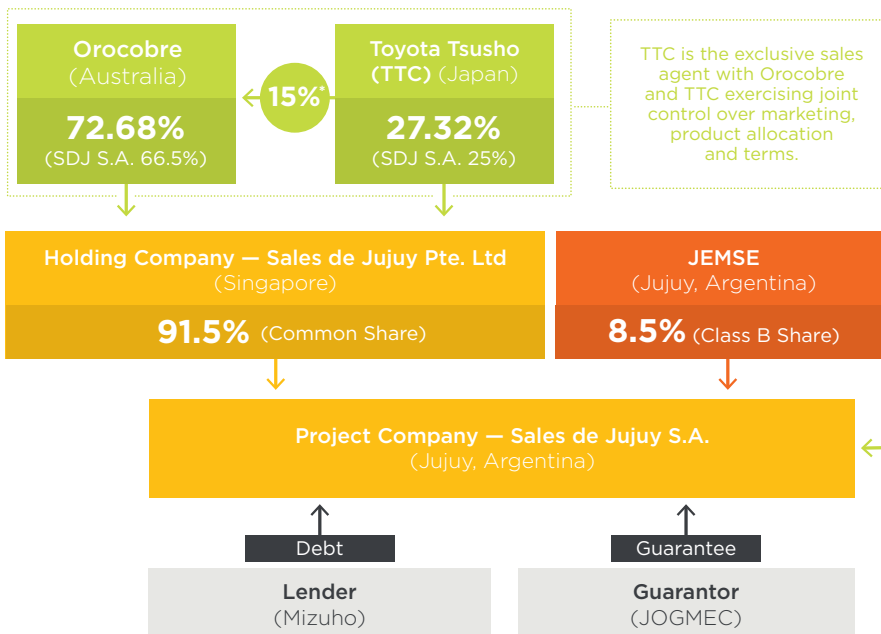 Orocobre
(Australia)
72.68%
(SDJ S.A. 66.5%)
15%*
Toyota Tsusho
(TTC) (Japan)
27.32%
(SDJ S.A. 25%)
TTC is the exclusive sales
agent with Orocobre
and TTC exercising joint
control over marketing,
product allocation
and terms.
Holding Company — Sales de Jujuy Pte. Ltd
(Singapore)
91.5% (Common Share)
JEMSE
(Jujuy, Argentina)
8.5% (Class B Share)
Project Company — Sales de Jujuy S.A.
(Jujuy, Argentina)
Debt
Guarantee
Lender
(Mizuho)
Guarantor
(JOGMEC)